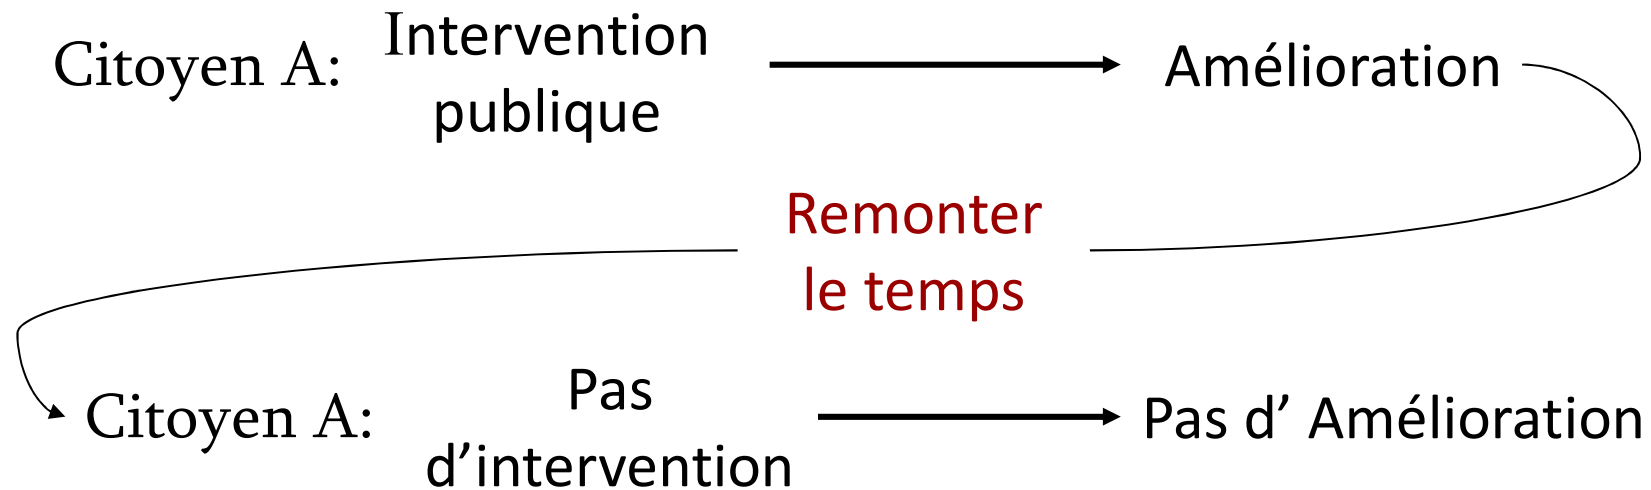 Citoyen A: Intervention
publique
Amélioration
Remonter
le temps
Citoyen A:
Pas
d’intervention
Pas d’ Amélioration